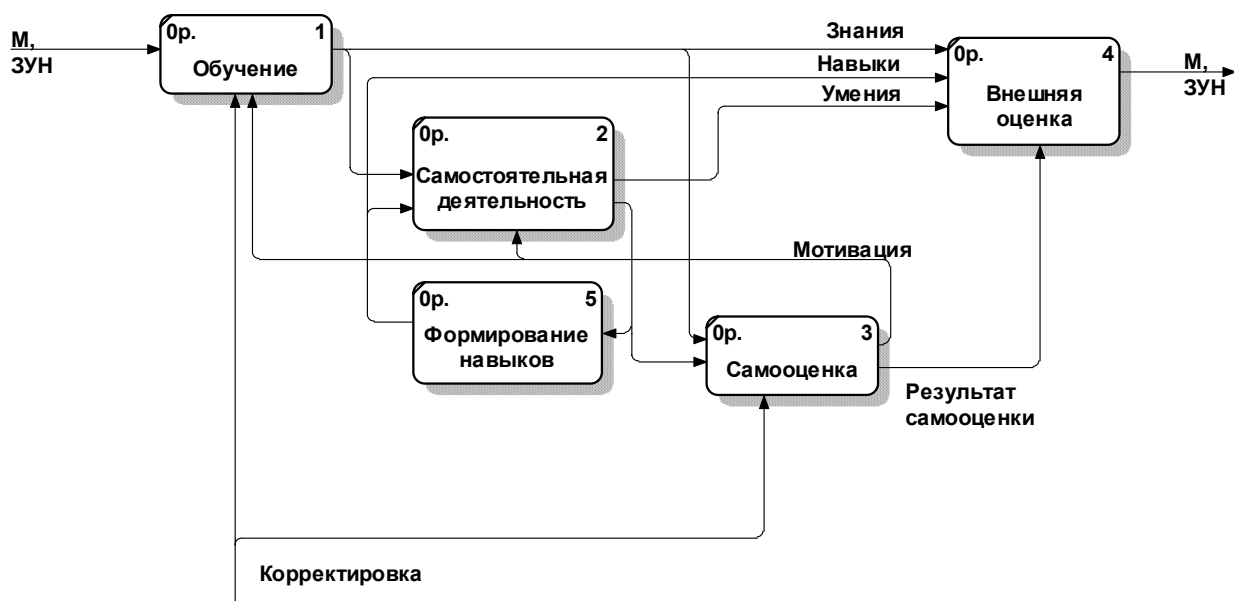 М,
ЗУН
0р. 1
Обучение
Знания
Навыки
Умения
0р. 4
Внешняя
оценка
М,
ЗУН
0р. 2
Самостоятельная
деятельность
Мотивация
0р. 5
Формирование
навыков
0р. 3
Самооценка
Результат
самооценки
Корректировка